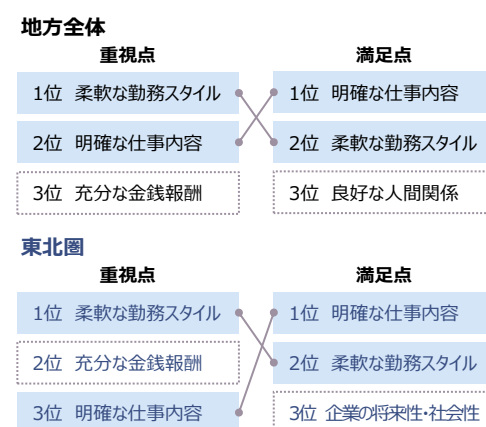 地方全体
重視点 満足点
1位 柔軟な勤務スタイル 1位 明確な仕事内容
2位 明確な仕事内容 2位 柔軟な勤務スタイル
3位 充分な金銭報酬 3位 良好な人間関係
東北圏
重視点 満足点
1位 柔軟な勤務スタイル 1位 明確な仕事内容
2位 充分な金銭報酬 2位 柔軟な勤務スタイル
3位 明確な仕事内容 3位 企業の将来性・社会性